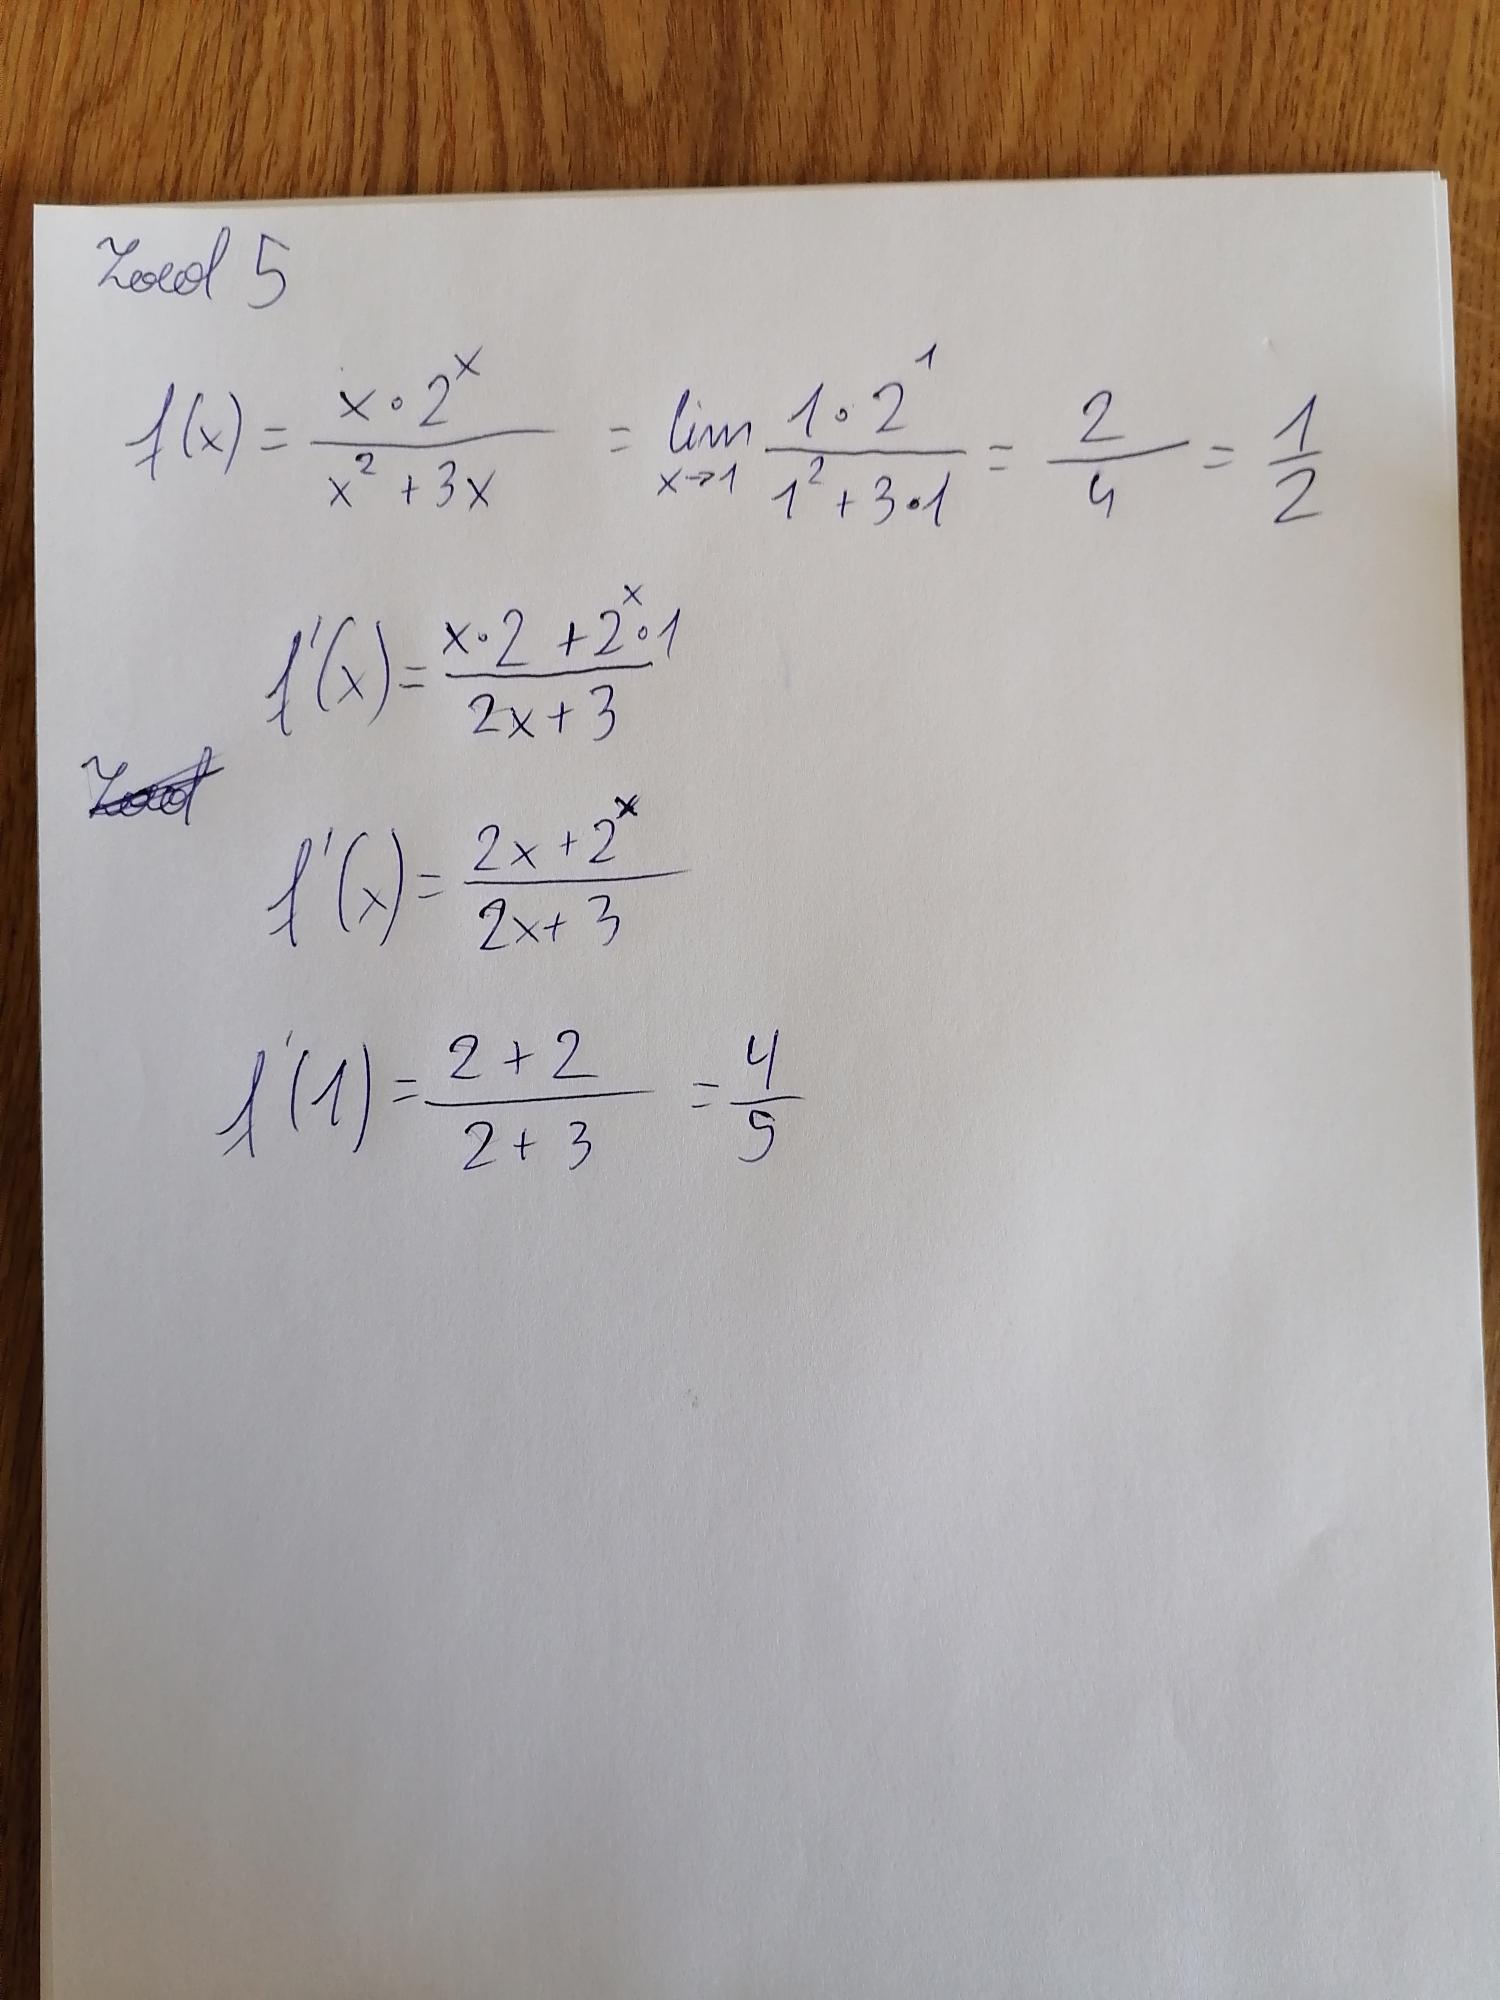 Zad 5
f(x) = \frac{x \cdot 2^x}{x^2 + 3x} = \lim_{x \to 1} \frac{1 \cdot 2^1}{1^2 + 3 \cdot 1} = \frac{2}{4} = \frac{1}{2}
f'(x) = \frac{x \cdot 2 + 2^x \cdot 1}{2x + 3}
Zad
f'(x) = \frac{2x + 2^x}{2x + 3}
f'(1) = \frac{2 + 2}{2 + 3} = \frac{4}{5}